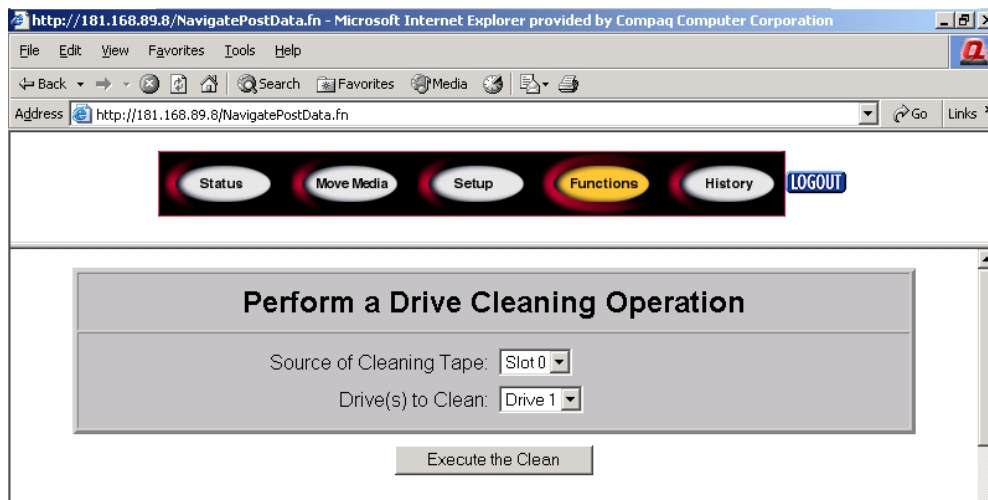 http://181.168.89.8/NavigatePostData.fn - Microsoft Internet Explorer provided by Compaq Computer Corporation
File Edit View Favorites Tools Help
Back Search Favorites Media
Address http://181.168.89.8/NavigatePostData.fn Go Links
Status Move Media Setup Functions History LOGOUT
Perform a Drive Cleaning Operation
Source of Cleaning Tape: Slot 0
Drive(s) to Clean: Drive 1
Execute the Clean